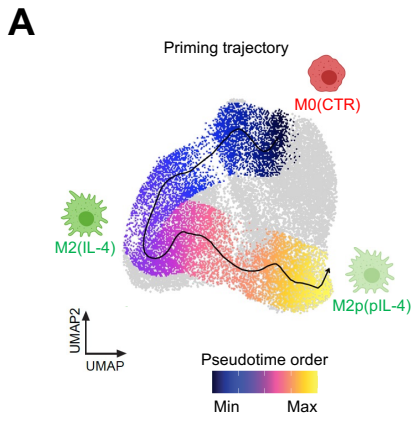 A
Priming trajectory
M0(CTR)
M2(IL-4)
M2p(pIL-4)
UMAP2
UMAP
Pseudotime order
Min Max